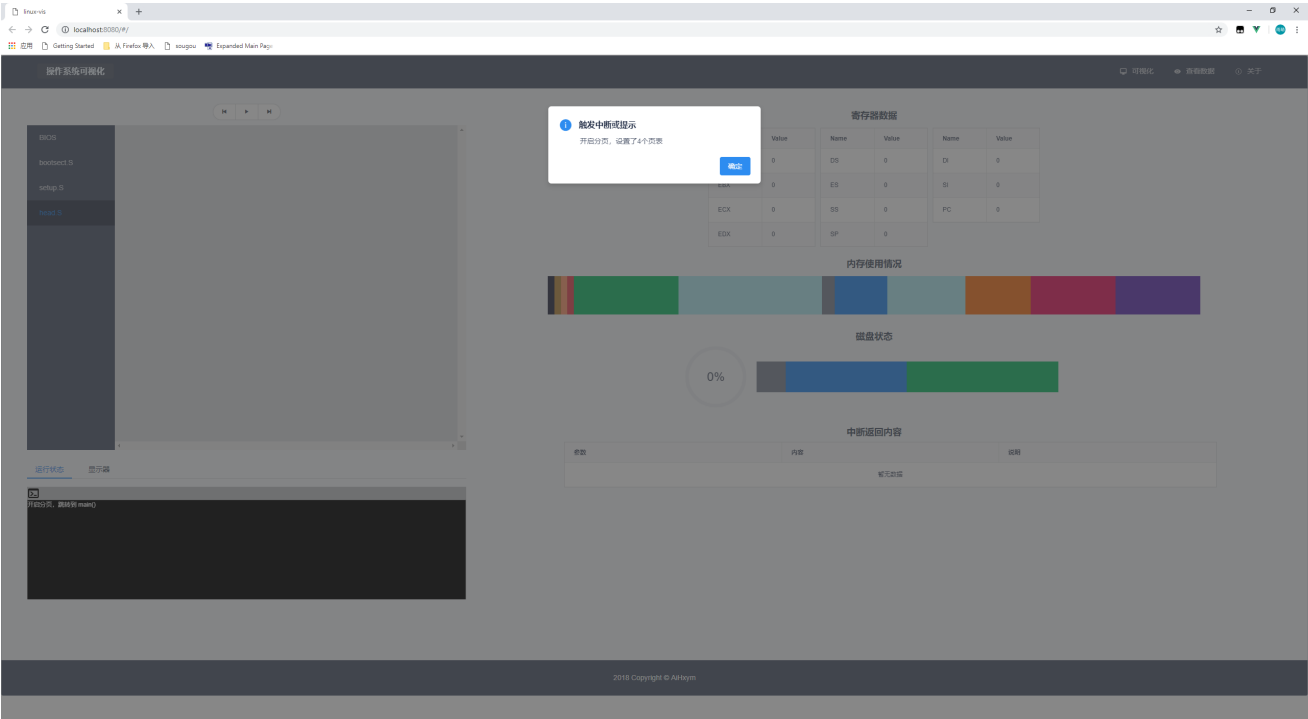 linux-vis
localhost:8080/#/
应用 Getting Started 从 Firefox 导入 sougou Expanded Main Page
操作系统可视化 可视化 查看数据 关于
BIOS
bootsect.S
setup.S
head.S
触发中断或提示
开启分页，设置了4个页表
确定
寄存器数据
Value Name Value Name Value
0 DS 0 DI 0
EBX 0 ES 0 SI 0
ECX 0 SS 0 PC 0
EDX 0 SP 0
内存使用情况
磁盘状态
0%
中断返回内容
参数 内容 说明
暂无数据
运行状态 显示器
开启分页，跳转到 main()
2018 Copyright © AiHxym